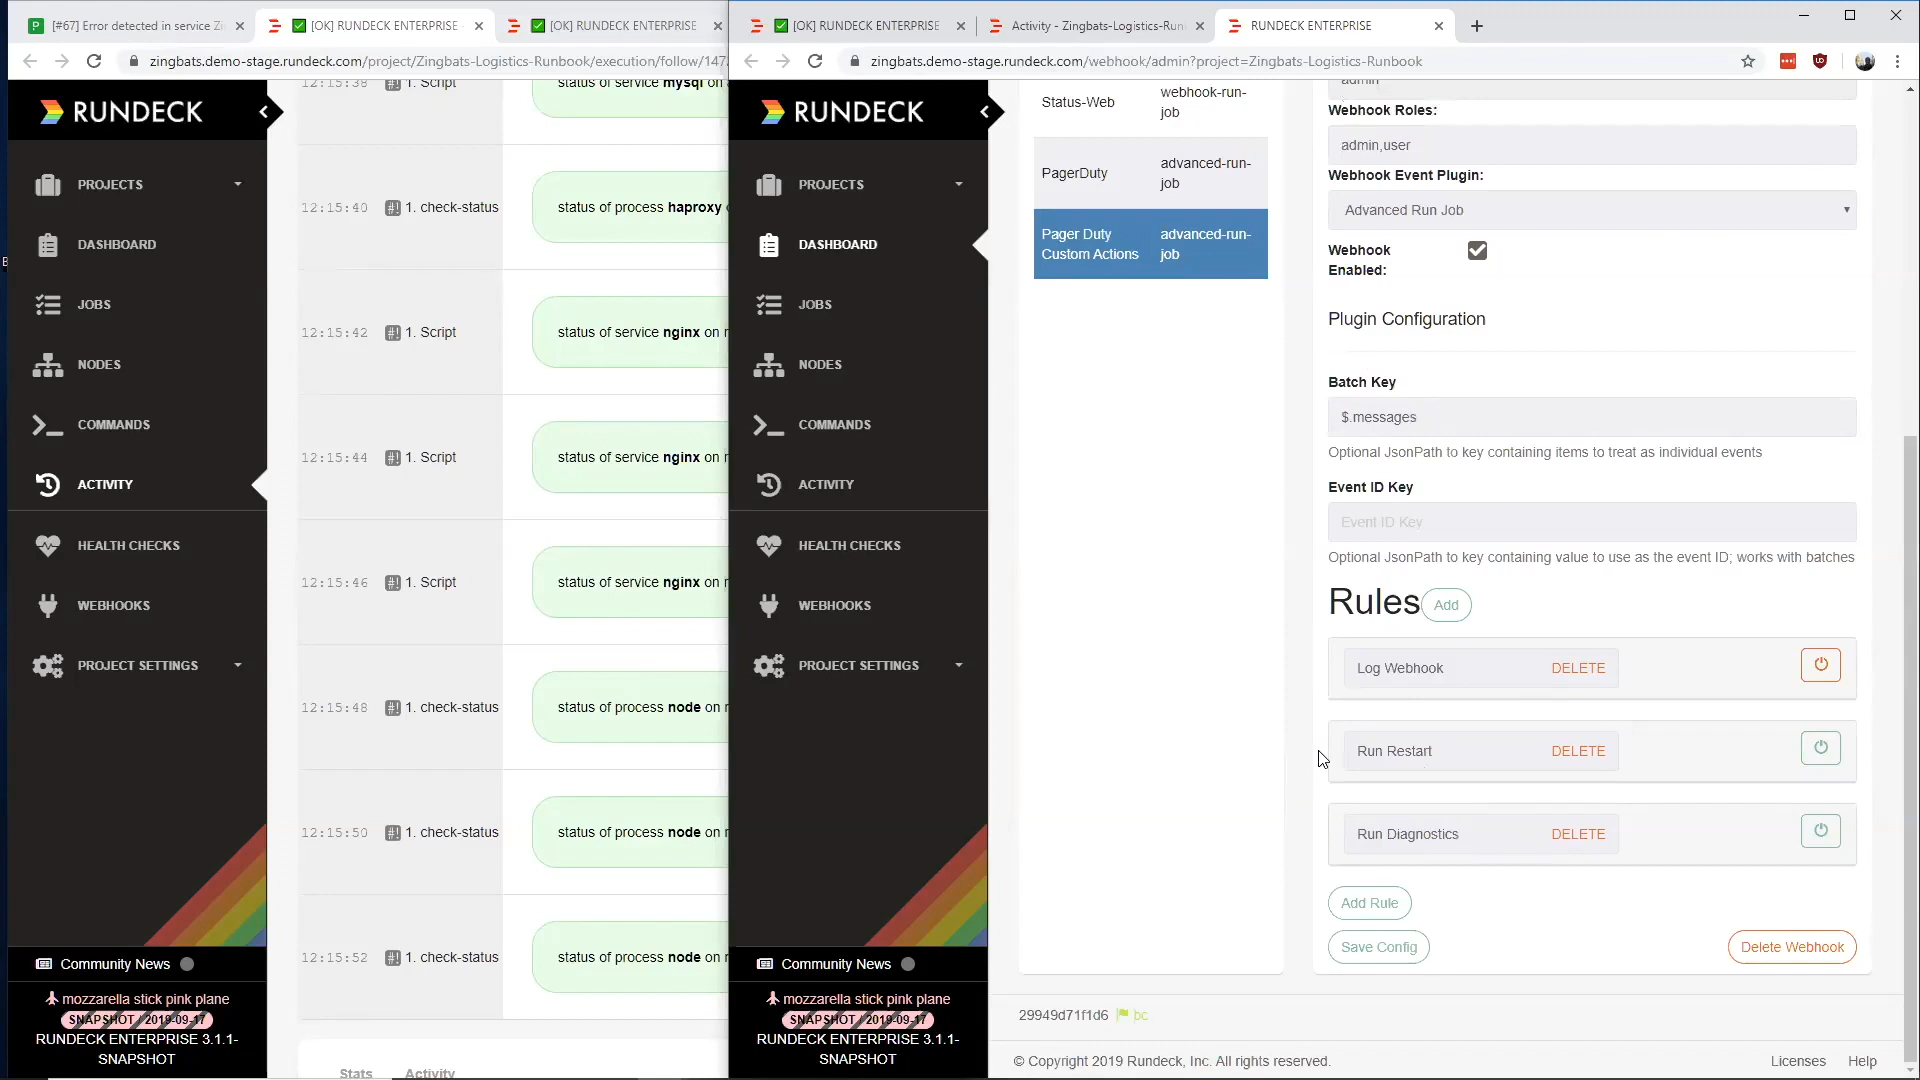 [#67] Error detected in service Zi
[OK] RUNDECK ENTERPRISE -
[OK] RUNDECK ENTERPRISE
zingbats.demo-stage.rundeck.com/project/Zingbats-Logistics-Runbook/execution/follow/147
RUNDECK
PROJECTS
DASHBOARD
JOBS
NODES
COMMANDS
ACTIVITY
HEALTH CHECKS
WEBHOOKS
PROJECT SETTINGS
Community News
mozzarella stick pink plane
SNAPSHOT / 2019-09-17
RUNDECK ENTERPRISE 3.1.1-
SNAPSHOT
12:15:38 1. Script status of service mysql on
12:15:40 1. check-status status of process haproxy
12:15:42 1. Script status of service nginx on
12:15:44 1. Script status of service nginx on
12:15:46 1. Script status of service nginx on
12:15:48 1. check-status status of process node on
12:15:50 1. check-status status of process node on
12:15:52 1. check-status status of process node on
Stats Activity
[OK] RUNDECK ENTERPRISE
Activity - Zingbats-Logistics-Run
RUNDECK ENTERPRISE
zingbats.demo-stage.rundeck.com/webhook/admin?project=Zingbats-Logistics-Runbook
RUNDECK
PROJECTS
DASHBOARD
JOBS
NODES
COMMANDS
ACTIVITY
HEALTH CHECKS
WEBHOOKS
PROJECT SETTINGS
Community News
mozzarella stick pink plane
SNAPSHOT / 2019-09-17
RUNDECK ENTERPRISE 3.1.1-
SNAPSHOT
Status-Web
webhook-run-
job
PagerDuty
advanced-run-
job
Pager Duty
Custom Actions
advanced-run-
job
admin
Webhook Roles:
admin,user
Webhook Event Plugin:
Advanced Run Job
Webhook
Enabled:
Plugin Configuration
Batch Key
$.messages
Optional JsonPath to key containing items to treat as individual events
Event ID Key
Event ID Key
Optional JsonPath to key containing value to use as the event ID; works with batches
Rules Add
Log Webhook DELETE
Run Restart DELETE
Run Diagnostics DELETE
Add Rule
Save Config
Delete Webhook
29949d71f1d6 bc
© Copyright 2019 Rundeck, Inc. All rights reserved.
Licenses Help